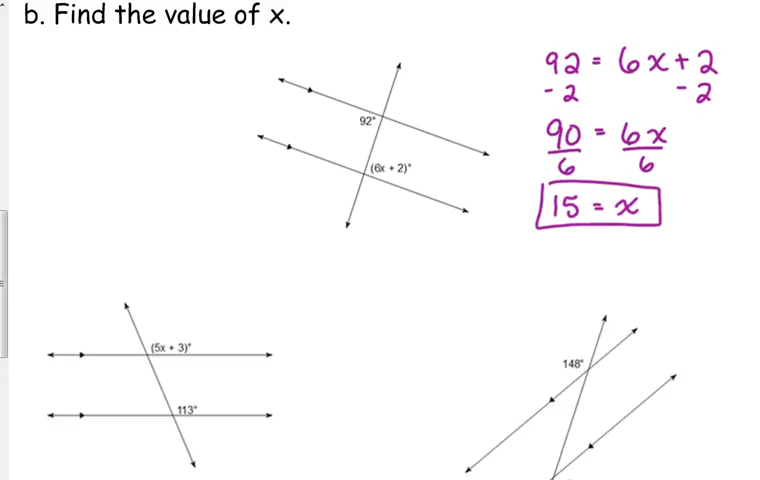 b. Find the value of x.
92 = 6x + 2
- 2 - 2
92°
90 = 6x
6 6
(6x + 2)°
15 = x
(5x + 3)°
148°
113°